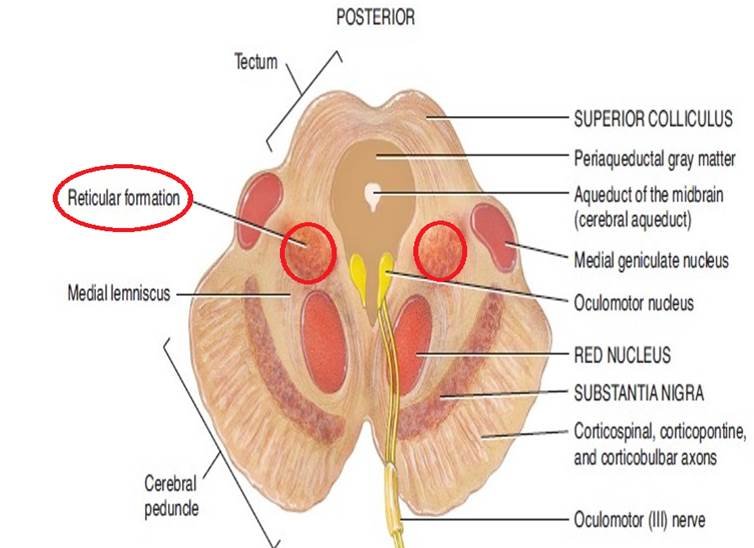 POSTERIOR
Tectum
SUPERIOR COLLICULUS
Periaqueductal gray matter
Reticular formation
Aqueduct of the midbrain
(cerebral aqueduct)
Medial geniculate nucleus
Medial lemniscus
Oculomotor nucleus
RED NUCLEUS
SUBSTANTIA NIGRA
Corticospinal, corticopontine,
and corticobulbar axons
Cerebral
peduncle
Oculomotor (III) nerve